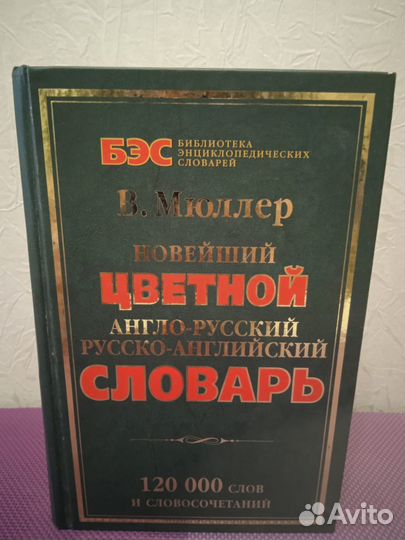 БЭС
БИБЛИОТЕКА
ЭНЦИКЛОПЕДИЧЕСКИХ
СЛОВАРЕЙ
В. МЮЛЛЕР
НОВЕЙШИЙ
ЦВЕТНОЙ
АНГЛО-РУССКИЙ
РУССКО-АНГЛИЙСКИЙ
СЛОВАРЬ
120 000 СЛОВ
И СЛОВОСОЧЕТАНИЙ
Avito